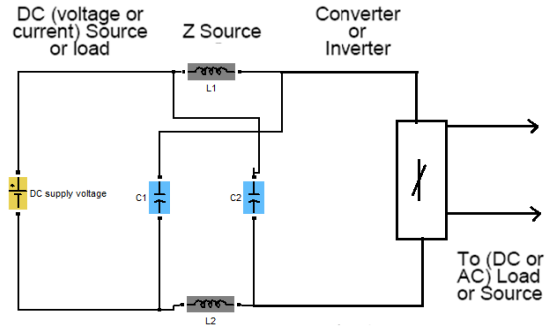 DC (voltage or
current) Source
or load
Z Source
Converter
or
Inverter
L1
DC supply voltage
C1
C2
To (DC or
AC) Load
or Source
L2